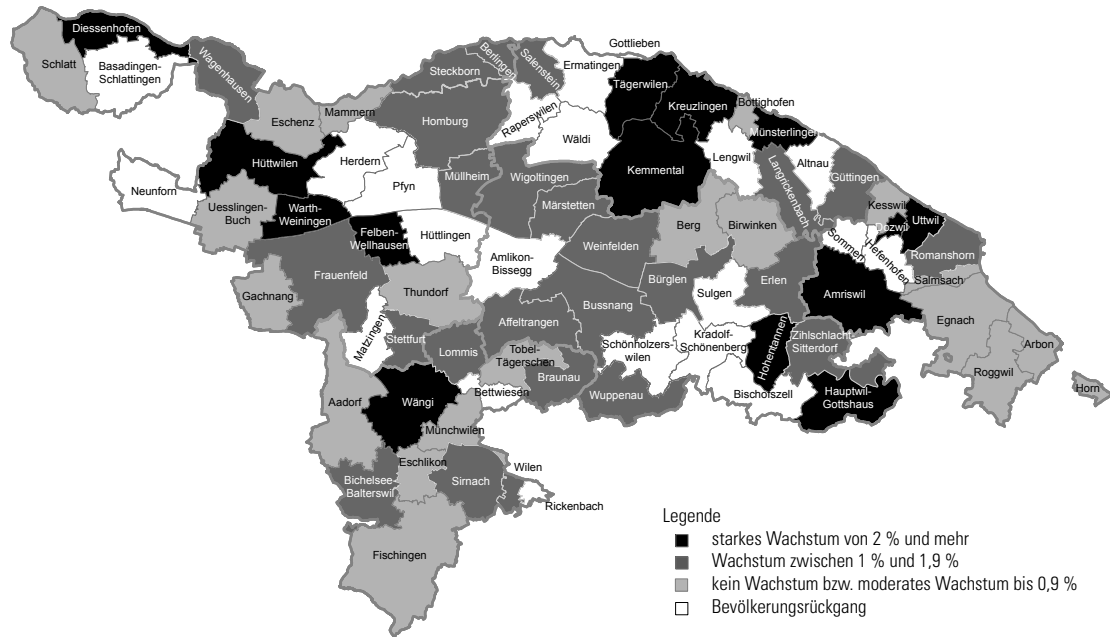 Diessenhofen
Schlatt
Basadingen-
Schlattingen
Wagenhausen
Eschenz
Mammern
Steckborn
Berlingen
Salenstein
Ermatingen
Gottlieben
Tägerwilen
Kreuzlingen
Bottighofen
Münsterlingen
Homburg
Raperswilen
Wäldi
Kemmental
Lengwil
Langrickenbach
Altnau
Güttingen
Kesswil
Dozwil
Uttwil
Romanshorn
Salmsach
Neunforn
Hüttwilen
Herdern
Pfyn
Müllheim
Wigoltingen
Märstetten
Uesslingen-
Buch
Warth-
Weiningen
Felben-
Wellhausen
Hüttlingen
Amlikon-
Bissegg
Weinfelden
Berg
Birwinken
Sommeri
Hefenhofen
Frauenfeld
Gachnang
Thundorf
Bürglen
Bussnang
Sulgen
Erlen
Amriswil
Egnach
Arbon
Roggwil
Horn
Matzingen
Stettfurt
Lommis
Affeltrangen
Tobel-
Tägerschen
Braunau
Schönholzers-
wilen
Kradolf-
Schönenberg
Hohentannen
Zihlschlacht
Sitterdorf
Hauptwil-
Gottshaus
Bischofszell
Wuppenau
Bettwiesen
Wängi
Aadorf
Münchwilen
Eschlikon
Bichelsee-
Balterswil
Sirnach
Wilen
Rickenbach
Fischingen
Legende
starkes Wachstum von 2 % und mehr
Wachstum zwischen 1 % und 1,9 %
kein Wachstum bzw. moderates Wachstum bis 0,9 %
Bevölkerungsrückgang